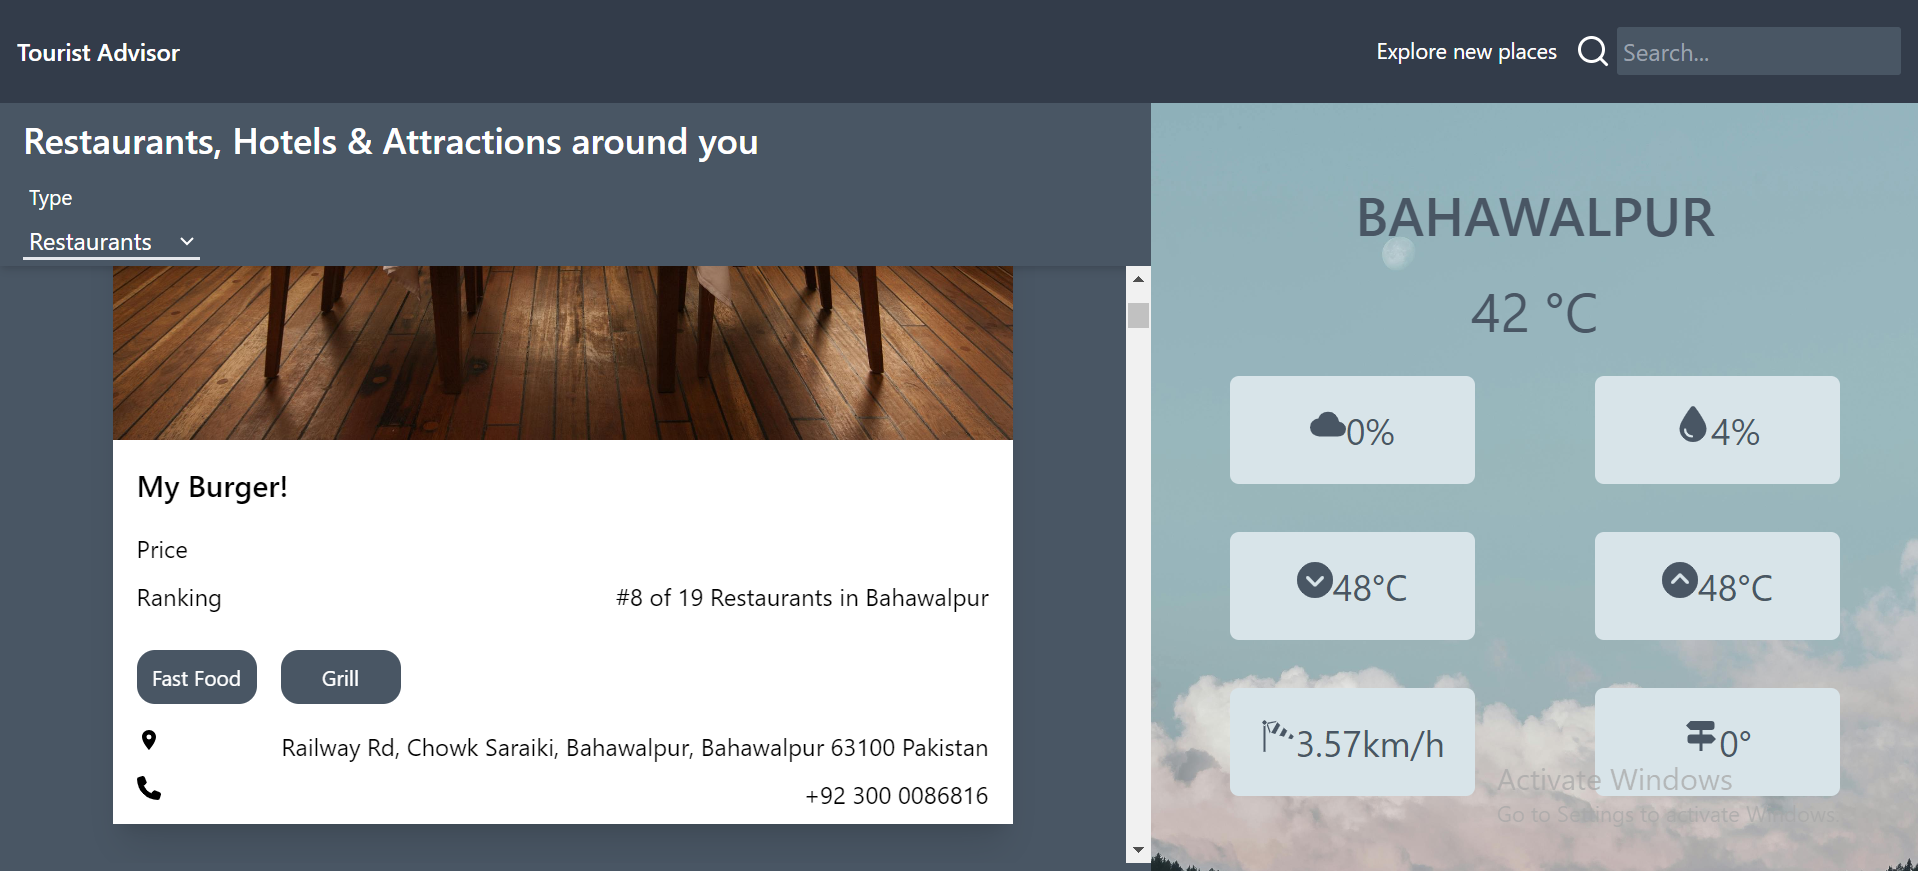 Tourist Advisor
Explore new places
Search...
Restaurants, Hotels & Attractions around you
Type
Restaurants
My Burger!
Price
Ranking #8 of 19 Restaurants in Bahawalpur
Fast Food Grill
Railway Rd, Chowk Saraiki, Bahawalpur, Bahawalpur 63100 Pakistan
+92 300 0086816
BAHAWALPUR
42 °C
0% 4%
48°C 48°C
3.57km/h 0°
Activate Windows
Go to Settings to activate Windows.